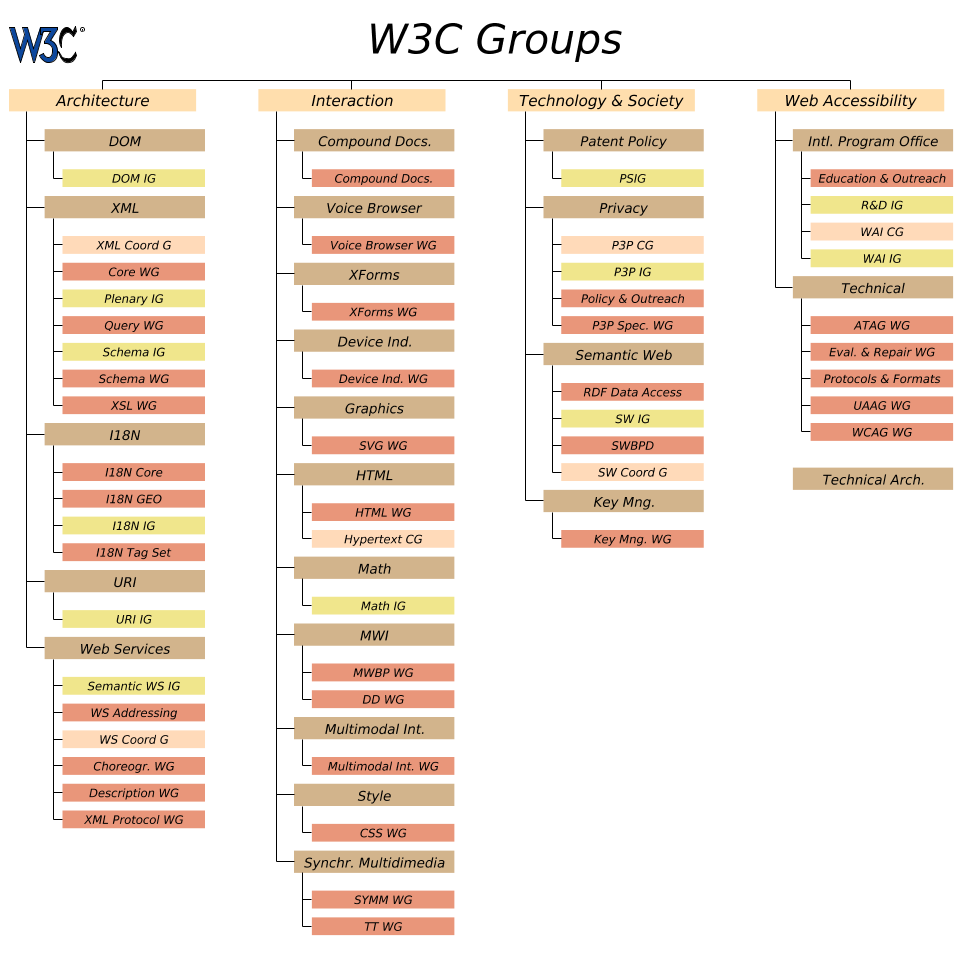 W3C®
W3C Groups
Architecture
DOM
DOM IG
XML
XML Coord G
Core WG
Plenary IG
Query WG
Schema IG
Schema WG
XSL WG
I18N
I18N Core
I18N GEO
I18N IG
I18N Tag Set
URI
URI IG
Web Services
Semantic WS IG
WS Addressing
WS Coord G
Choreogr. WG
Description WG
XML Protocol WG
Interaction
Compound Docs.
Compound Docs.
Voice Browser
Voice Browser WG
XForms
XForms WG
Device Ind.
Device Ind. WG
Graphics
SVG WG
HTML
HTML WG
Hypertext CG
Math
Math IG
MWI
MWBP WG
DD WG
Multimodal Int.
Multimodal Int. WG
Style
CSS WG
Synchr. Multidimedia
SYMM WG
TT WG
Technology & Society
Patent Policy
PSIG
Privacy
P3P CG
P3P IG
Policy & Outreach
P3P Spec. WG
Semantic Web
RDF Data Access
SW IG
SWBPD
SW Coord G
Key Mng.
Key Mng. WG
Web Accessibility
Intl. Program Office
Education & Outreach
R&D IG
WAI CG
WAI IG
Technical
ATAG WG
Eval. & Repair WG
Protocols & Formats
UAAG WG
WCAG WG
Technical Arch.